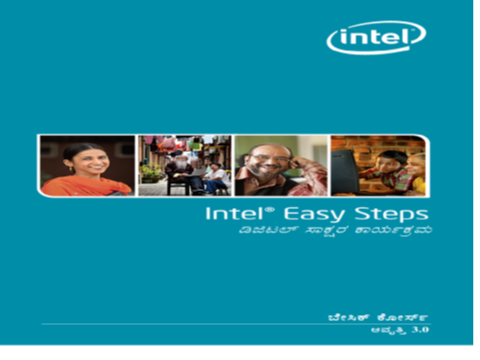 intel
Intel® Easy Steps
ಡಿಜಿಟಲ್ ಸಾಕ್ಷರ ಕಾರ್ಯಕ್ರಮ
ಬೇಸಿಕ್ ಕೋರ್ಸ್
ಆವೃತ್ತಿ 3.0